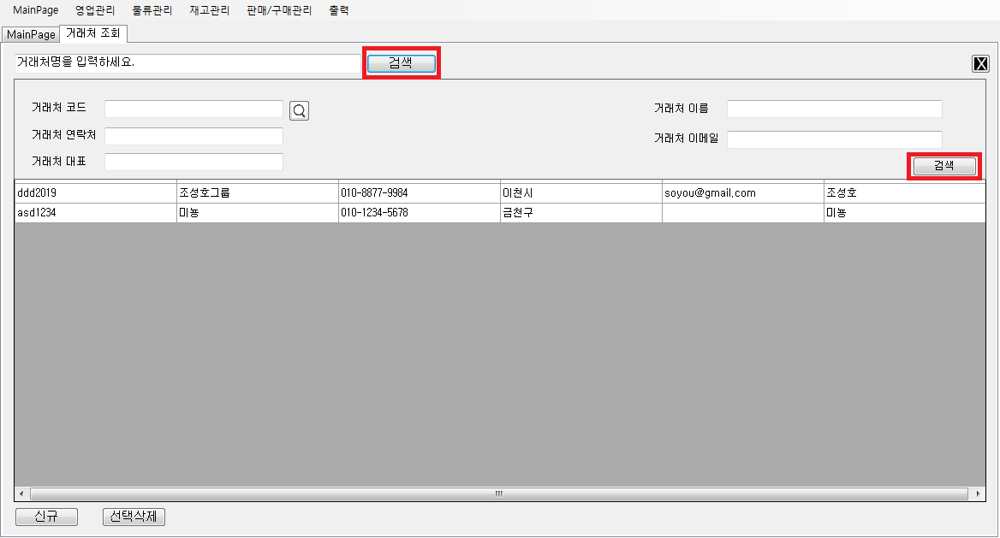 MainPage 영업관리 물류관리 재고관리 판매/구매관리 출력
MainPage 거래처 조회
거래처명을 입력하세요. 검색 X
거래처 코드 거래처 이름
거래처 연락처 거래처 이메일
거래처 대표
검색
ddd2019 조성호그룹 010-8877-9984 이천시 soyou@gmail.com 조성호
asd1234 미뇽 010-1234-5678 금천구 미뇽
신규 선택삭제